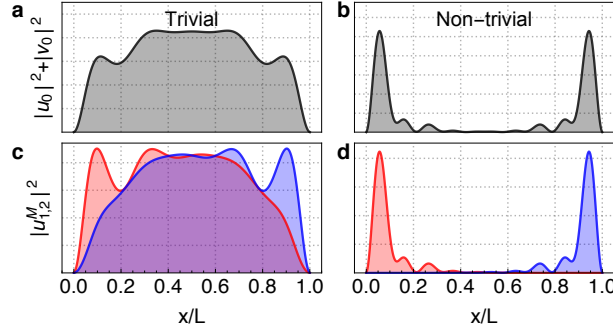 a
Trivial
b
Non-trivial
|u₀|²+|v₀|²
c
d
|uᴹ₁,₂|²
0.0 0.2 0.4 0.6 0.8 1.0
0.0 0.2 0.4 0.6 0.8 1.0
x/L
x/L